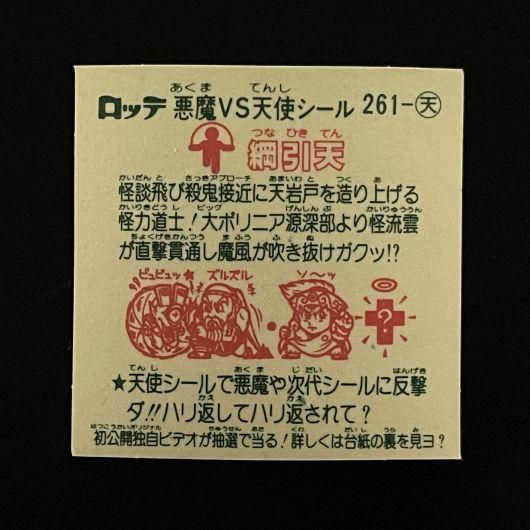 ロッテ 悪魔VS天使シール 261-天
綱引天
怪談飛び殺鬼接近に天岩戸を造り上げる
怪力道士!大ポリニア源深部より怪流雲
が直撃貫通し魔風が吹き抜けガクッ!?
ピュピュッ★ ズルズル ソ〜ッ
?
★天使シールで悪魔や次代シールに反撃
ダ!!ハリ返してハリ返されて?
初公開独自ビデオが抽選で当る!詳しくは台紙の裏を見ヨ?